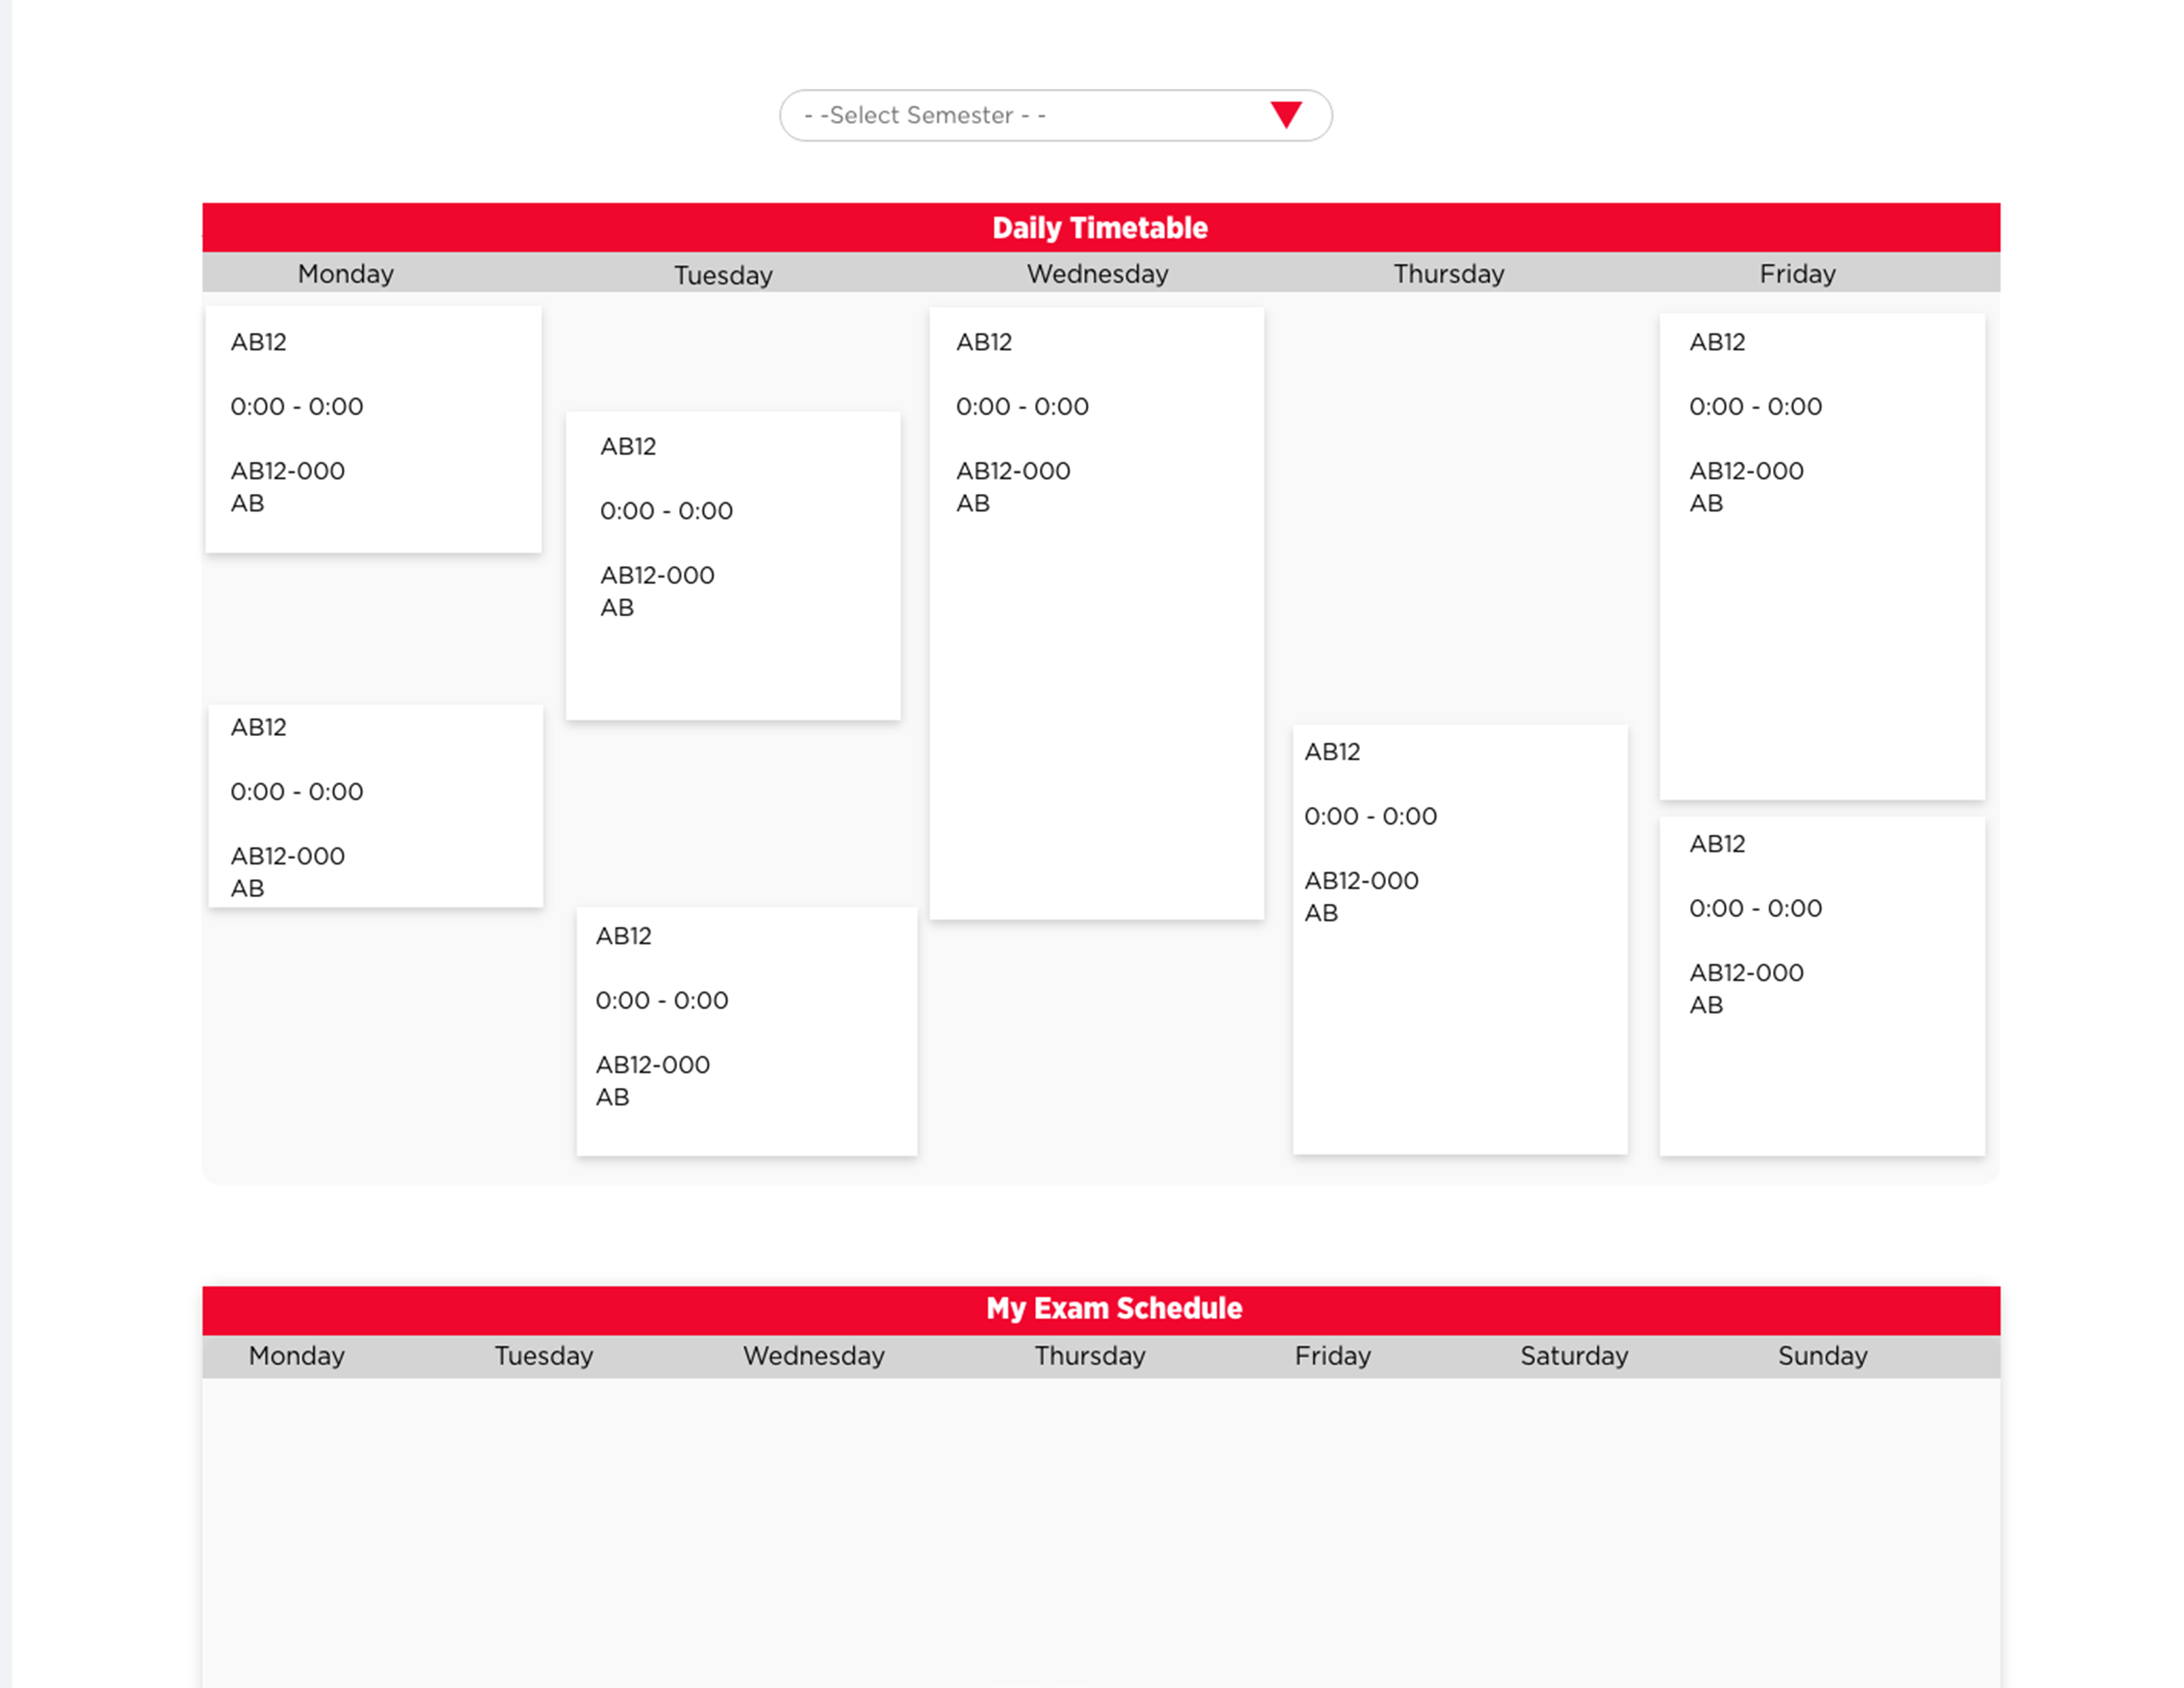 - -Select Semester - -
Daily Timetable
Monday Tuesday Wednesday Thursday Friday
AB12
0:00 - 0:00
AB12-000
AB
AB12
0:00 - 0:00
AB12-000
AB
AB12
0:00 - 0:00
AB12-000
AB
AB12
0:00 - 0:00
AB12-000
AB
AB12
0:00 - 0:00
AB12-000
AB
AB12
0:00 - 0:00
AB12-000
AB
AB12
0:00 - 0:00
AB12-000
AB
AB12
0:00 - 0:00
AB12-000
AB
My Exam Schedule
Monday Tuesday Wednesday Thursday Friday Saturday Sunday